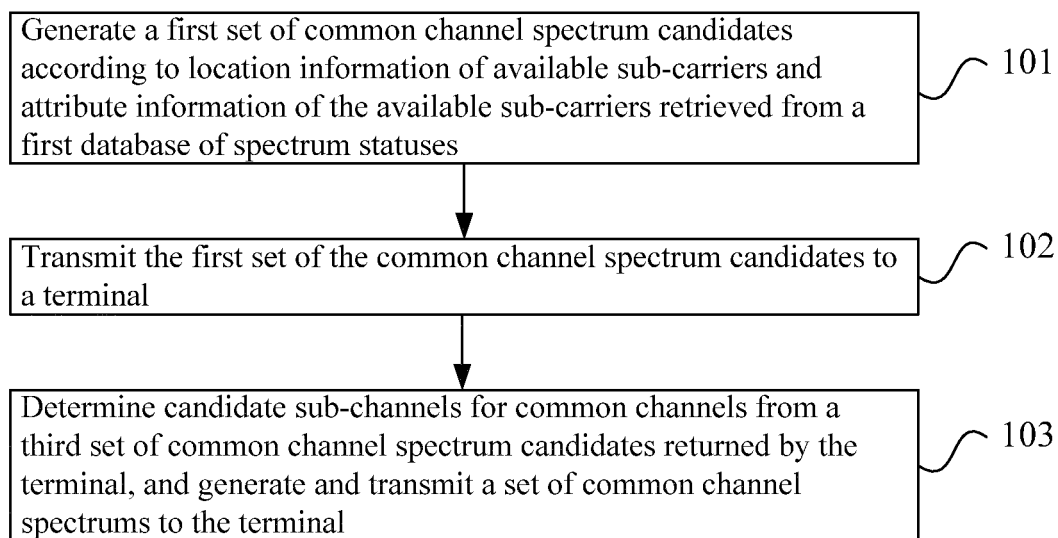 Generate a first set of common channel spectrum candidates
according to location information of available sub-carriers and
attribute information of the available sub-carriers retrieved from a
first database of spectrum statuses
101
Transmit the first set of the common channel spectrum candidates to
a terminal
102
Determine candidate sub-channels for common channels from a
third set of common channel spectrum candidates returned by the
terminal, and generate and transmit a set of common channel
spectrums to the terminal
103